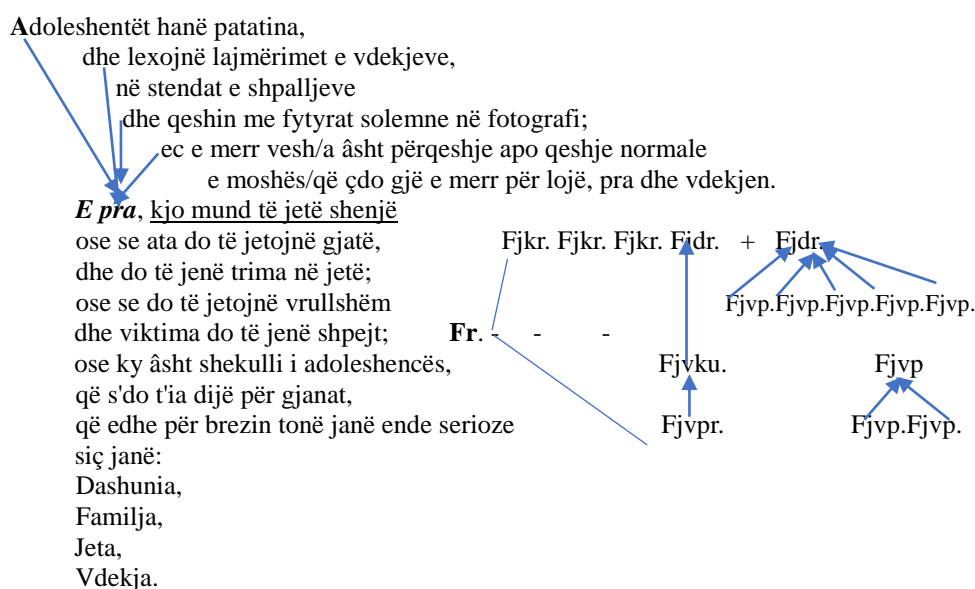 Adoleshentët hanë patatina,
dhe lexojnë lajmërimet e vdekjeve,
në stendat e shpalljeve
dhe qeshin me fytyrat solemne në fotografi;
ec e merr vesh/a âsht përqeshje apo qeshje normale
e moshës/që çdo gjë e merr për lojë, pra dhe vdekjen.
E pra, kjo mund të jetë shenjë
ose se ata do të jetojnë gjatë, Fjkr. Fjkr. Fjkr. Fjdr. + Fjdr.
dhe do të jenë trima në jetë;
ose se do të jetojnë vrullshëm Fjvp.Fjvp.Fjvp.Fjvp.Fjvp.
dhe viktima do të jenë shpejt; Fr. - - -
ose ky âsht shekulli i adoleshencës, Fjvku. Fjvp
që s'do t'ia dijë për gjanat,
që edhe për brezin tonë janë ende serioze Fjvpr. Fjvp.Fjvp.
siç janë:
Dashunia,
Familja,
Jeta,
Vdekja.